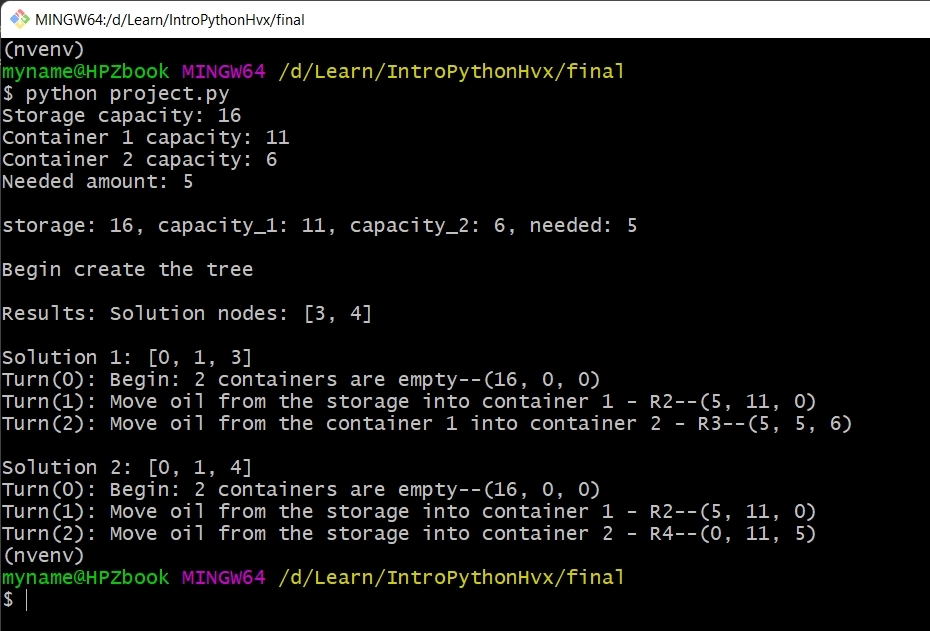 MINGW64:/d/Learn/IntroPythonHvx/final
(nvenv)
myname@HPZbook MINGW64 /d/Learn/IntroPythonHvx/final
$ python project.py
Storage capacity: 16
Container 1 capacity: 11
Container 2 capacity: 6
Needed amount: 5
storage: 16, capacity_1: 11, capacity_2: 6, needed: 5
Begin create the tree
Results: Solution nodes: [3, 4]
Solution 1: [0, 1, 3]
Turn(0): Begin: 2 containers are empty--(16, 0, 0)
Turn(1): Move oil from the storage into container 1 - R2--(5, 11, 0)
Turn(2): Move oil from the container 1 into container 2 - R3--(5, 5, 6)
Solution 2: [0, 1, 4]
Turn(0): Begin: 2 containers are empty--(16, 0, 0)
Turn(1): Move oil from the storage into container 1 - R2--(5, 11, 0)
Turn(2): Move oil from the storage into container 2 - R4--(0, 11, 5)
(nvenv)
myname@HPZbook MINGW64 /d/Learn/IntroPythonHvx/final
$